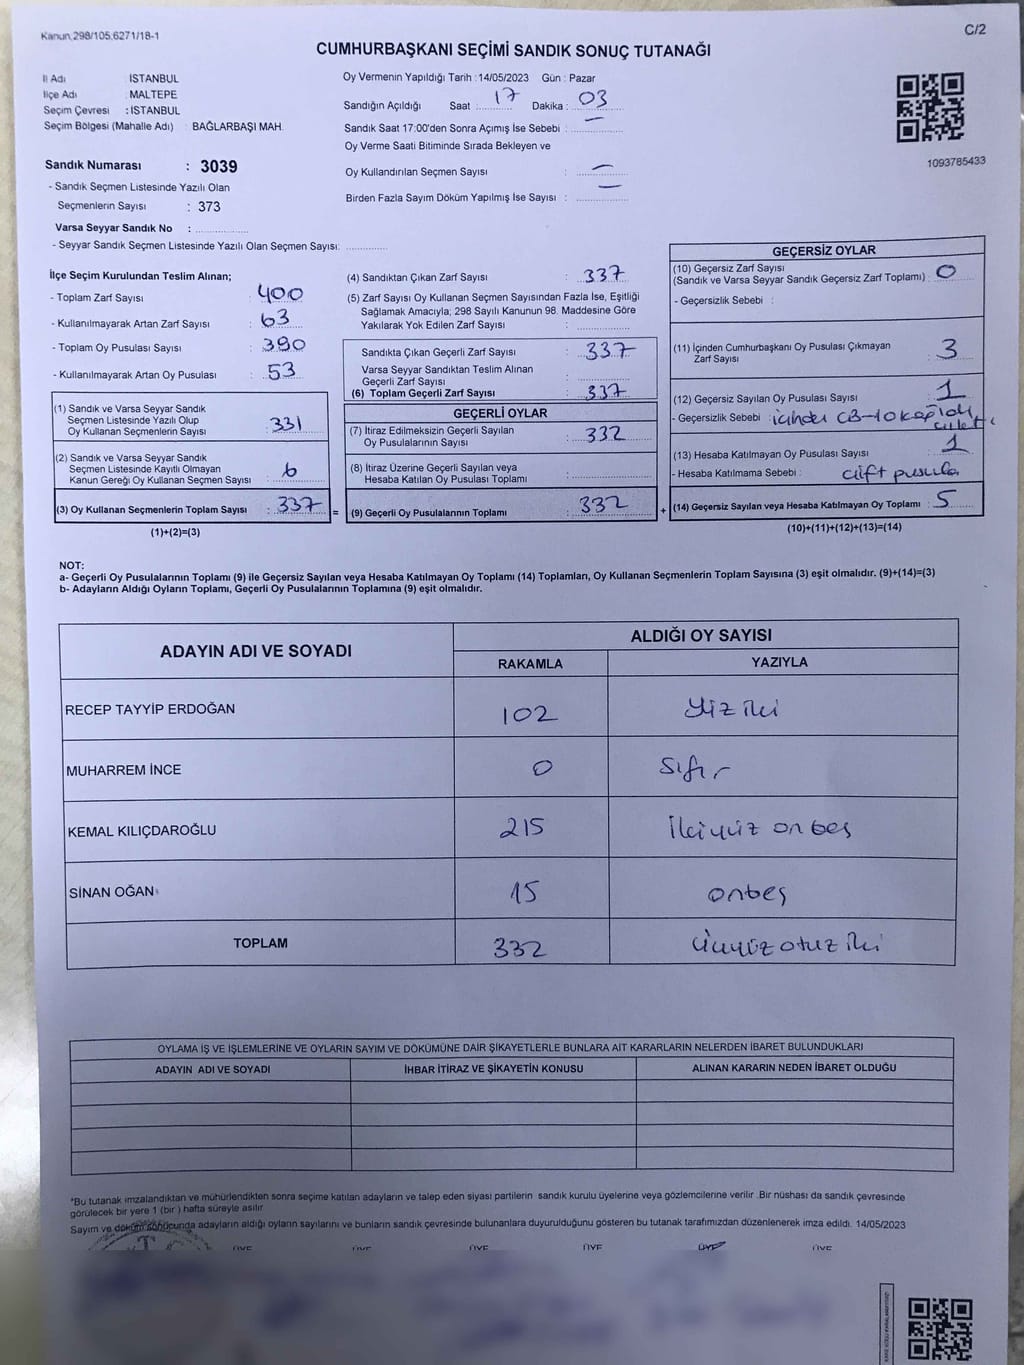 Kanun 298/105.6271/18-1
C/2
CUMHURBAŞKANI SEÇİMİ SANDIK SONUÇ TUTANAĞI
İl Adı İSTANBUL
İlçe Adı MALTEPE
Seçim Çevresi : İSTANBUL
Seçim Bölgesi (Mahalle Adı) : BAĞLARBAŞI MAH.
Oy Vermenin Yapıldığı Tarih : 14/05/2023 Gün : Pazar
Sandığın Açıldığı Saat : 17 Dakika : 03
Sandık Saat 17:00'den Sonra Açımış İse Sebebi : —
Oy Verme Saati Bitiminde Sırada Bekleyen ve
Oy Kullandırılan Seçmen Sayısı : —
Birden Fazla Sayım Döküm Yapılmış İse Sayısı : —
1093785433
Sandık Numarası : 3039
- Sandık Seçmen Listesinde Yazılı Olan
Seçmenlerin Sayısı : 373
Varsa Seyyar Sandık No :
- Seyyar Sandık Seçmen Listesinde Yazılı Olan Seçmen Sayısı:
İlçe Seçim Kurulundan Teslim Alınan;
- Toplam Zarf Sayısı : 400
- Kullanılmayarak Artan Zarf Sayısı : 63
- Toplam Oy Pusulası Sayısı : 390
- Kullanılmayarak Artan Oy Pusulası : 53
(1) Sandık ve Varsa Seyyar Sandık
Seçmen Listesinde Yazılı Olup
Oy Kullanan Seçmenlerin Sayısı : 331
(2) Sandık ve Varsa Seyyar Sandık
Seçmen Listesinde Kayıtlı Olmayan
Kanun Gereği Oy Kullanan Seçmen Sayısı : 6
(3) Oy Kullanan Seçmenlerin Toplam Sayısı : 337
(1)+(2)=(3)
(4) Sandıktan Çıkan Zarf Sayısı : 337
(5) Zarf Sayısı Oy Kullanan Seçmen Sayısından Fazla İse, Eşitliği
Sağlamak Amacıyla; 298 Sayılı Kanunun 98. Maddesine Göre
Yakılarak Yok Edilen Zarf Sayısı :
Sandıkta Çıkan Geçerli Zarf Sayısı : 337
Varsa Seyyar Sandıktan Teslim Alınan
Geçerli Zarf Sayısı :
(6) Toplam Geçerli Zarf Sayısı : 337
GEÇERLİ OYLAR
(7) İtiraz Edilmeksizin Geçerli Sayılan
Oy Pusulalarının Sayısı : 332
(8) İtiraz Üzerine Geçerli Sayılan veya
Hesaba Katılan Oy Pusulası Toplamı :
= (9) Geçerli Oy Pusulalarının Toplamı : 332
GEÇERSİZ OYLAR
(10) Geçersiz Zarf Sayısı
(Sandık ve Varsa Seyyar Sandık Geçersiz Zarf Toplamı) : 0
- Geçersizlik Sebebi :
(11) İçinden Cumhurbaşkanı Oy Pusulası Çıkmayan
Zarf Sayısı : 3
(12) Geçersiz Sayılan Oy Pusulası Sayısı : 1
- Geçersizlik Sebebi : içinden CB-10
(13) Hesaba Katılmayan Oy Pusulası Sayısı : 1
- Hesaba Katılmama Sebebi : çift pusula
+ (14) Geçersiz Sayılan veya Hesaba Katılmayan Oy Toplamı : 5
(10)+(11)+(12)+(13)=(14)
NOT:
a- Geçerli Oy Pusulalarının Toplamı (9) ile Geçersiz Sayılan veya Hesaba Katılmayan Oy Toplamı (14) Toplamları, Oy Kullanan Seçmenlerin Toplam Sayısına (3) eşit olmalıdır. (9)+(14)=(3)
b- Adayların Aldığı Oyların Toplamı, Geçerli Oy Pusulalarının Toplamına (9) eşit olmalıdır.
ADAYIN ADI VE SOYADI ALDIĞI OY SAYISI
RAKAMLA YAZIYLA
RECEP TAYYİP ERDOĞAN 102 Yüz iki
MUHARREM İNCE 0 Sıfır
KEMAL KILIÇDAROĞLU 215 İkiyüz onbeş
SİNAN OĞAN 15 onbeş
TOPLAM 332 Üçyüz otuz iki
OYLAMA İŞ VE İŞLEMLERİNE VE OYLARIN SAYIM VE DÖKÜMÜNE DAİR ŞİKAYETLERLE BUNLARA AİT KARARLARIN NELERDEN İBARET BULUNDUKLARI
ADAYIN ADI VE SOYADI İHBAR İTİRAZ VE ŞİKAYETİN KONUSU ALINAN KARARIN NEDEN İBARET OLDUĞU
*Bu tutanak imzalandıktan ve mühürlendikten sonra seçime katılan adayların ve talep eden siyasi partilerin sandık kurulu üyelerine veya gözlemcilerine verilir .Bir nüshası da sandık çevresinde
görülecek bir yere 1 (bir ) hafta süreyle asılır
Sayım ve döküm sonucunda adayların aldığı oyların sayılarını ve bunların sandık çevresinde bulunanlara duyurulduğunu gösteren bu tutanak tarafımızdan düzenlenerek imza edildi. 14/05/2023
ÜYE ÜYE ÜYE ÜYE ÜYE ÜYE